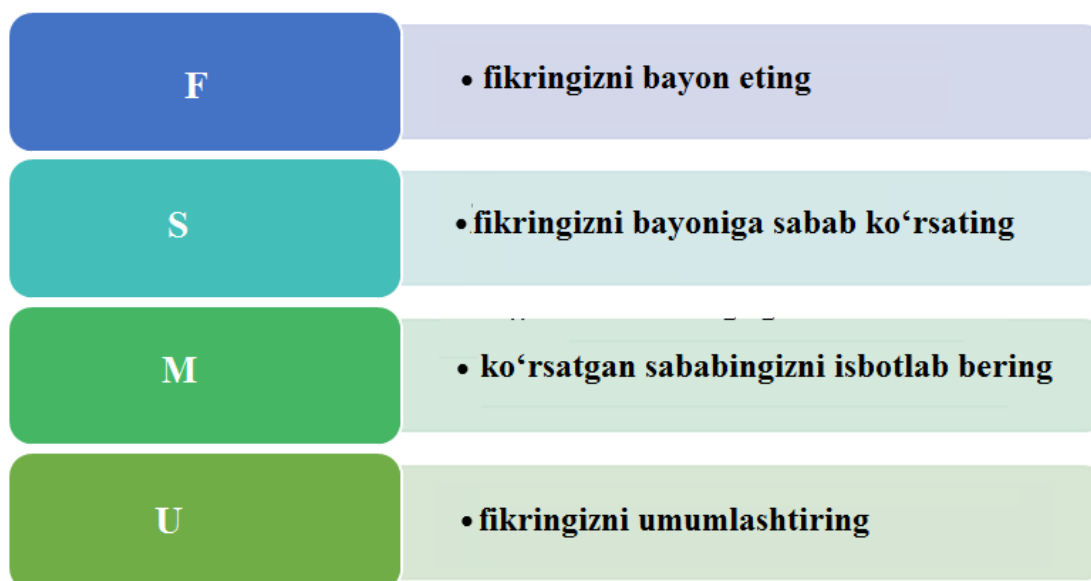 F
• fikringizni bayon eting
S
• fikringizni bayoniga sabab ko‘rsating
M
• ko‘rsatgan sababingizni isbotlab bering
U
• fikringizni umumlashtiring